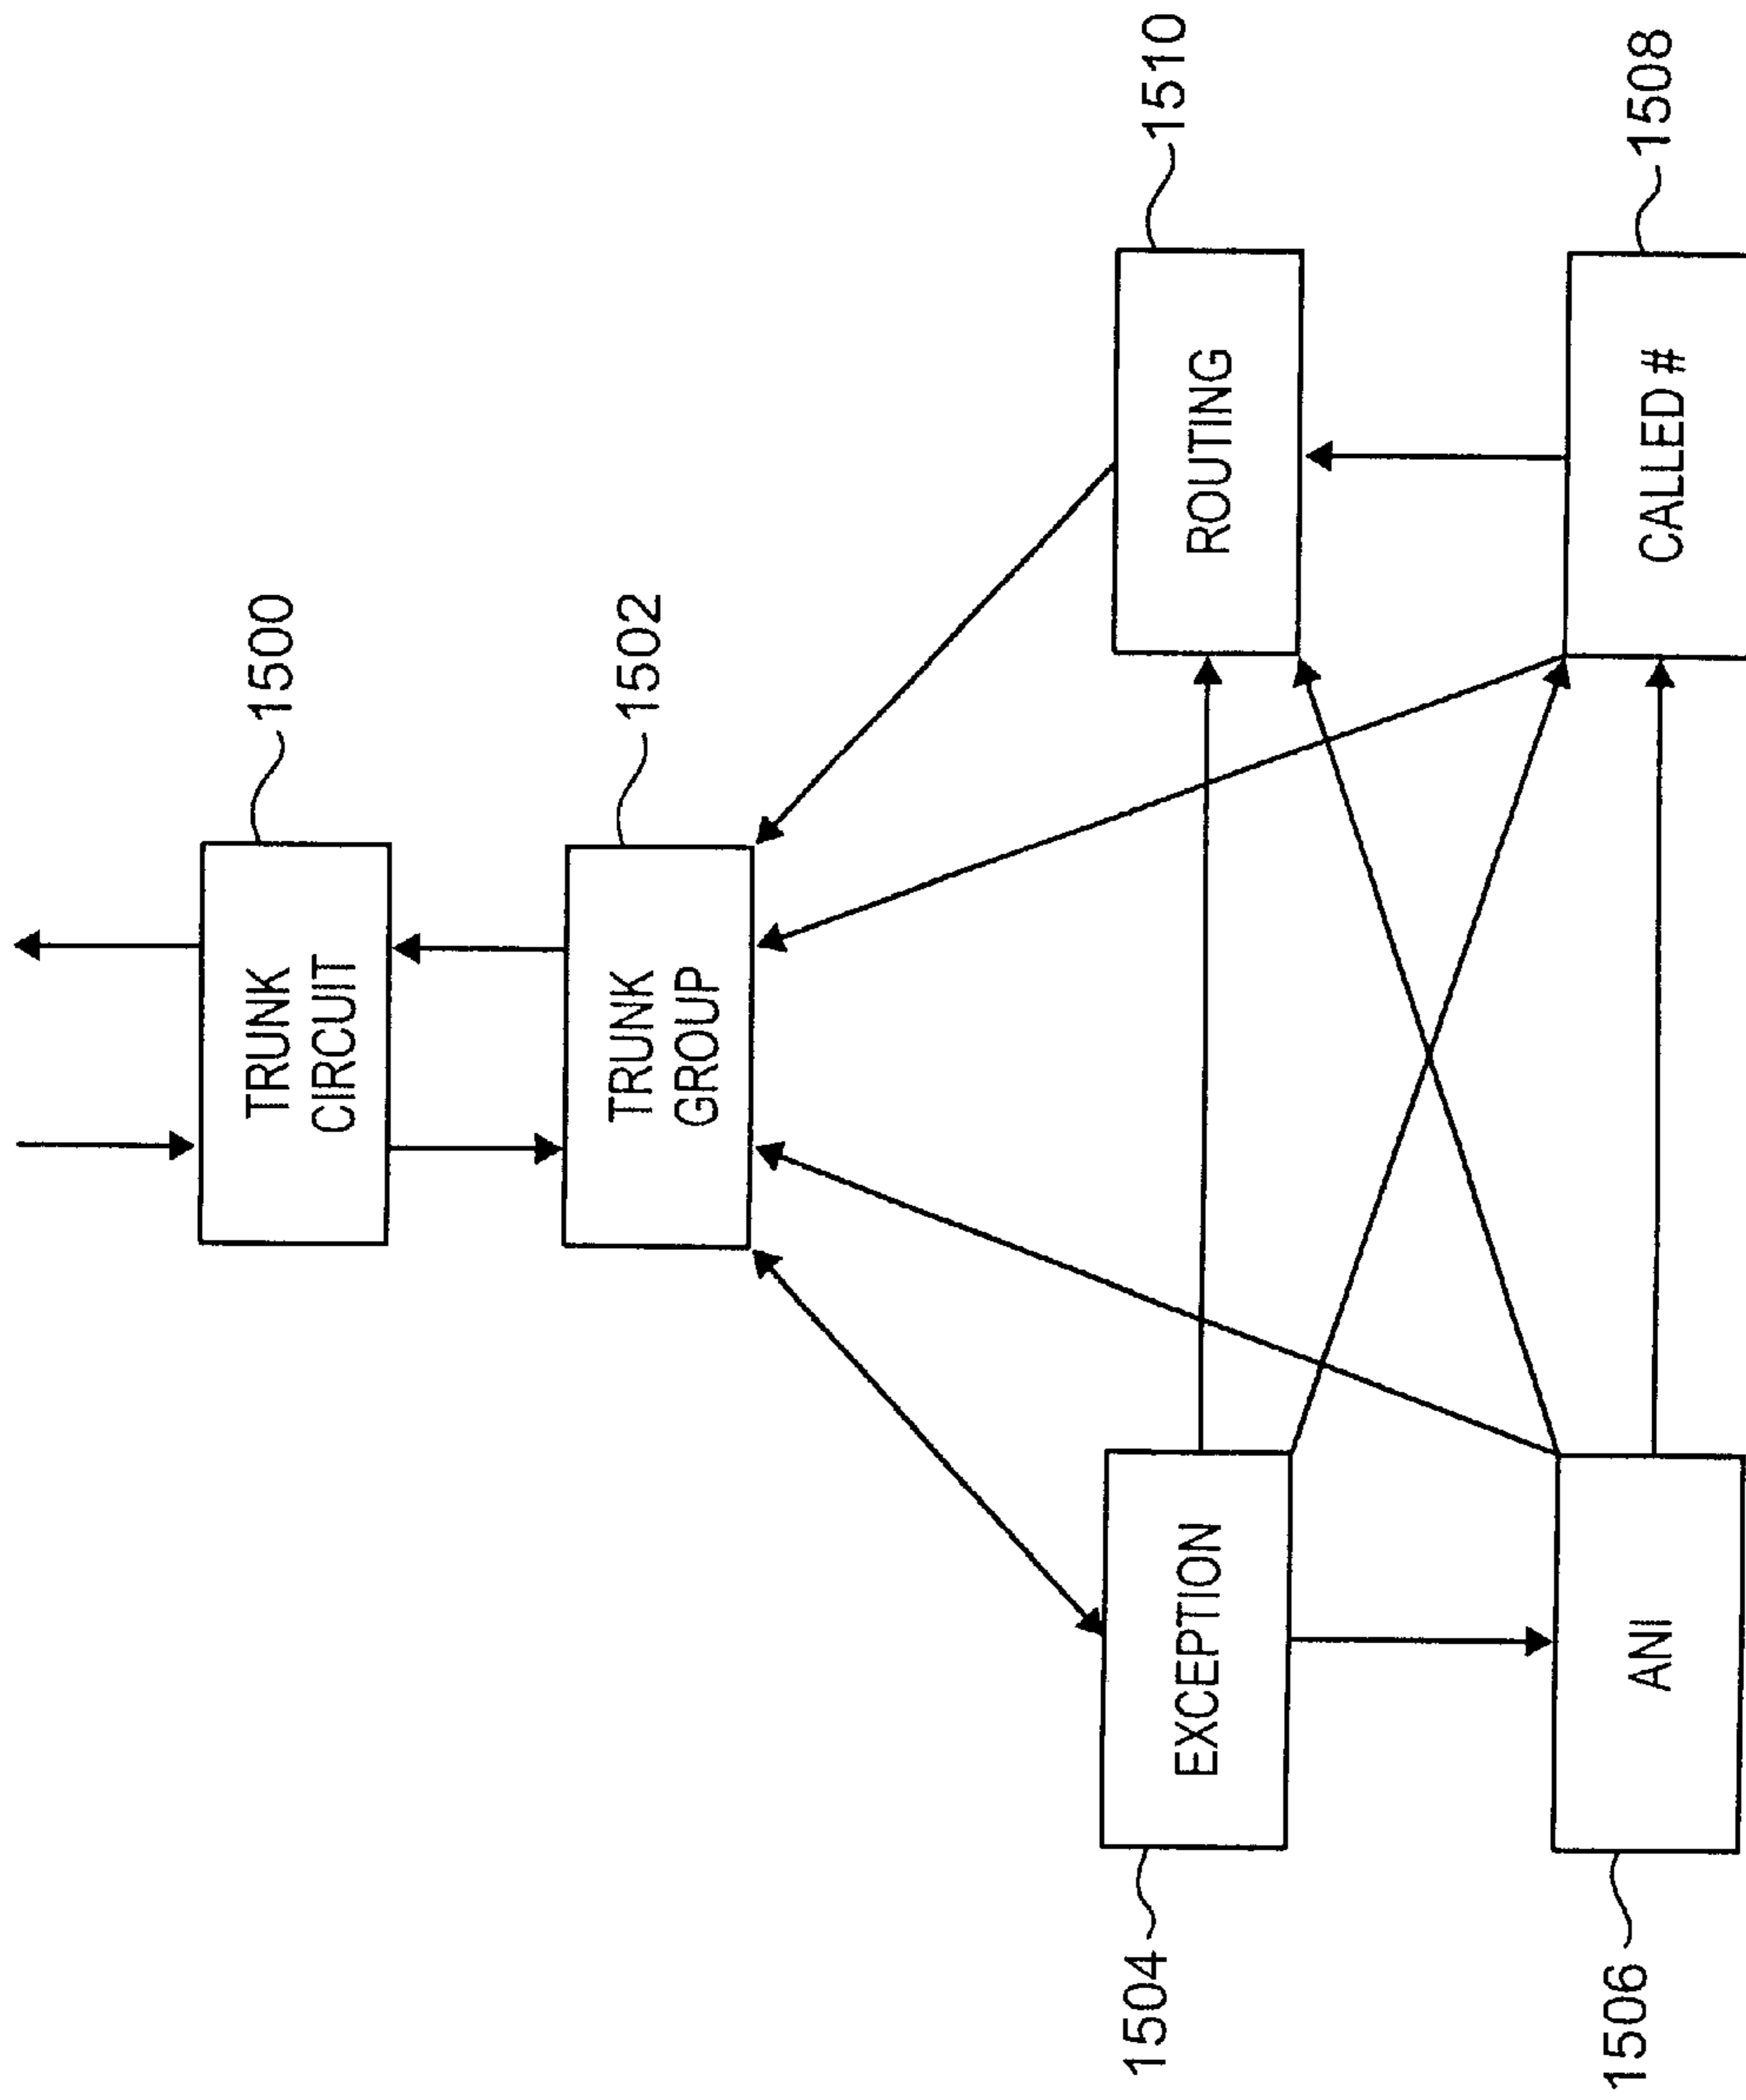 1500
TRUNK
CIRCUIT
1502
TRUNK
GROUP
1504
EXCEPTION
ROUTING
1510
1506
ANI
CALLED #
1508